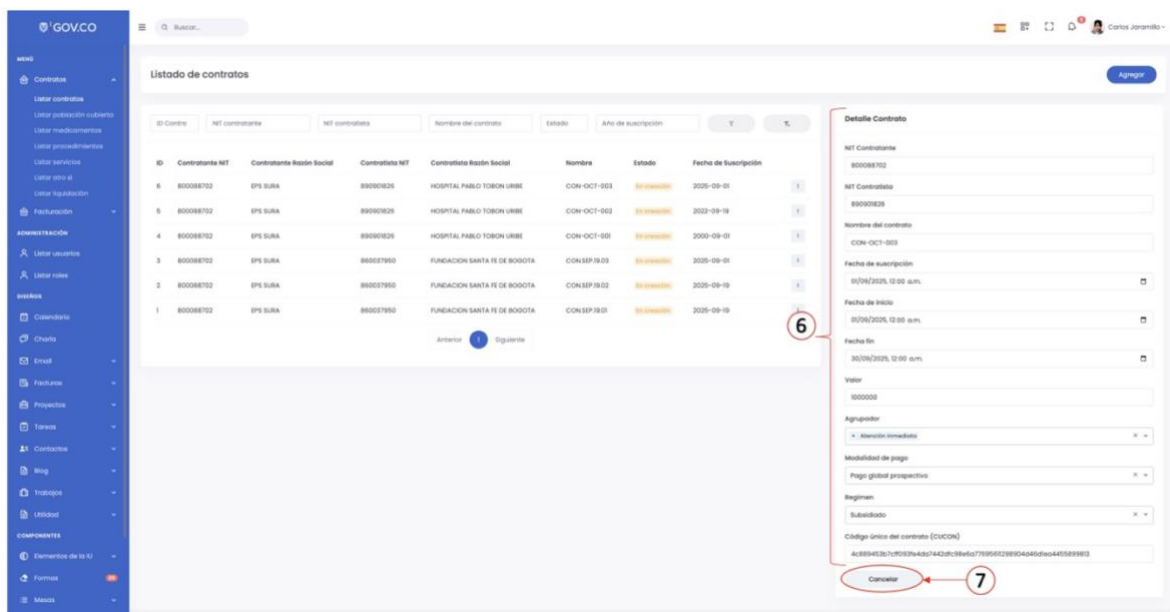 GOV.CO
Buscar...
9
Carlos Jaramillo
MENÚ
Contratos
Listar contratos
Listar población cubierta
Listar medicamentos
Listar procedimientos
Listar servicios
Listar otro sí
Listar liquidación
Facturación
ADMINISTRACIÓN
Listar usuarios
Listar roles
DISEÑOS
Calendario
Charla
Email
Facturas
Proyectos
Tareas
Contactos
Blog
Trabajos
Utilidad
COMPONENTES
Elementos de la IU
Formas
Mesas
Listado de contratos
Agregar
ID Contra NIT contratante NIT contratista Nombre del contrato Estado Año de suscripción
ID Contratante NIT Contratante Razón Social Contratista NIT Contratista Razón Social Nombre Estado Fecha de Suscripción
6 800088702 EPS SURA 890901826 HOSPITAL PABLO TOBON URIBE CON-OCT-003 En creación 2025-09-01
5 800088702 EPS SURA 890901826 HOSPITAL PABLO TOBON URIBE CON-OCT-002 En creación 2022-09-19
4 800088702 EPS SURA 890901826 HOSPITAL PABLO TOBON URIBE CON-OCT-001 En creación 2000-09-01
3 800088702 EPS SURA 860037950 FUNDACION SANTA FE DE BOGOTA CON.SEP.19.03 En creación 2025-09-01
2 800088702 EPS SURA 860037950 FUNDACION SANTA FE DE BOGOTA CON.SEP.19.02 En creación 2025-09-19
1 800088702 EPS SURA 860037950 FUNDACION SANTA FE DE BOGOTA CON.SEP.19.01 En creación 2025-09-19
Anterior 1 Siguiente
6
Detalle Contrato
NIT Contratante
800088702
NIT Contratista
890901826
Nombre del contrato
CON-OCT-003
Fecha de suscripción
01/09/2025, 12:00 a.m.
Fecha de inicio
01/09/2025, 12:00 a.m.
Fecha fin
30/09/2025, 12:00 a.m.
Valor
1000000
Agrupador
× Atención Inmediata
Modalidad de pago
Pago global prospectivo
Regimen
Subsidiado
Código único del contrato (CUCON)
Cancelar
7